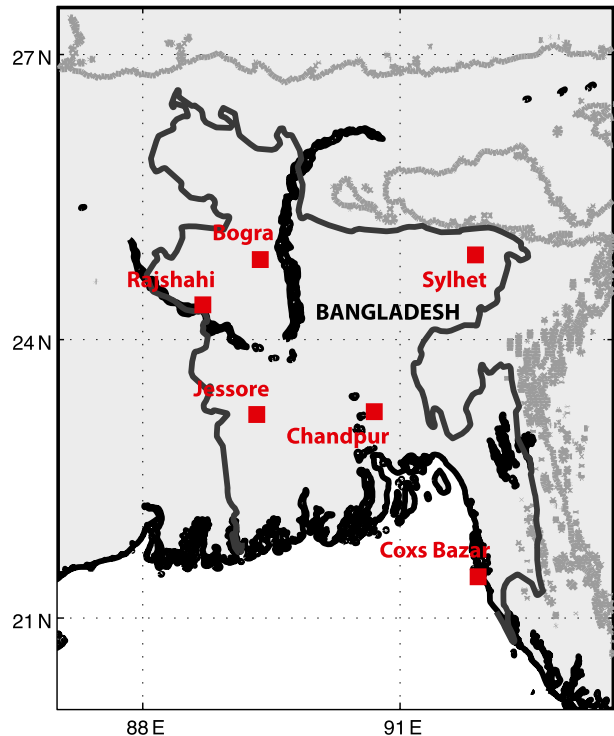 27 N
Bogra
Rajshahi
Sylhet
BANGLADESH
24 N
Jessore
Chandpur
Coxs Bazar
21 N
88 E
91 E